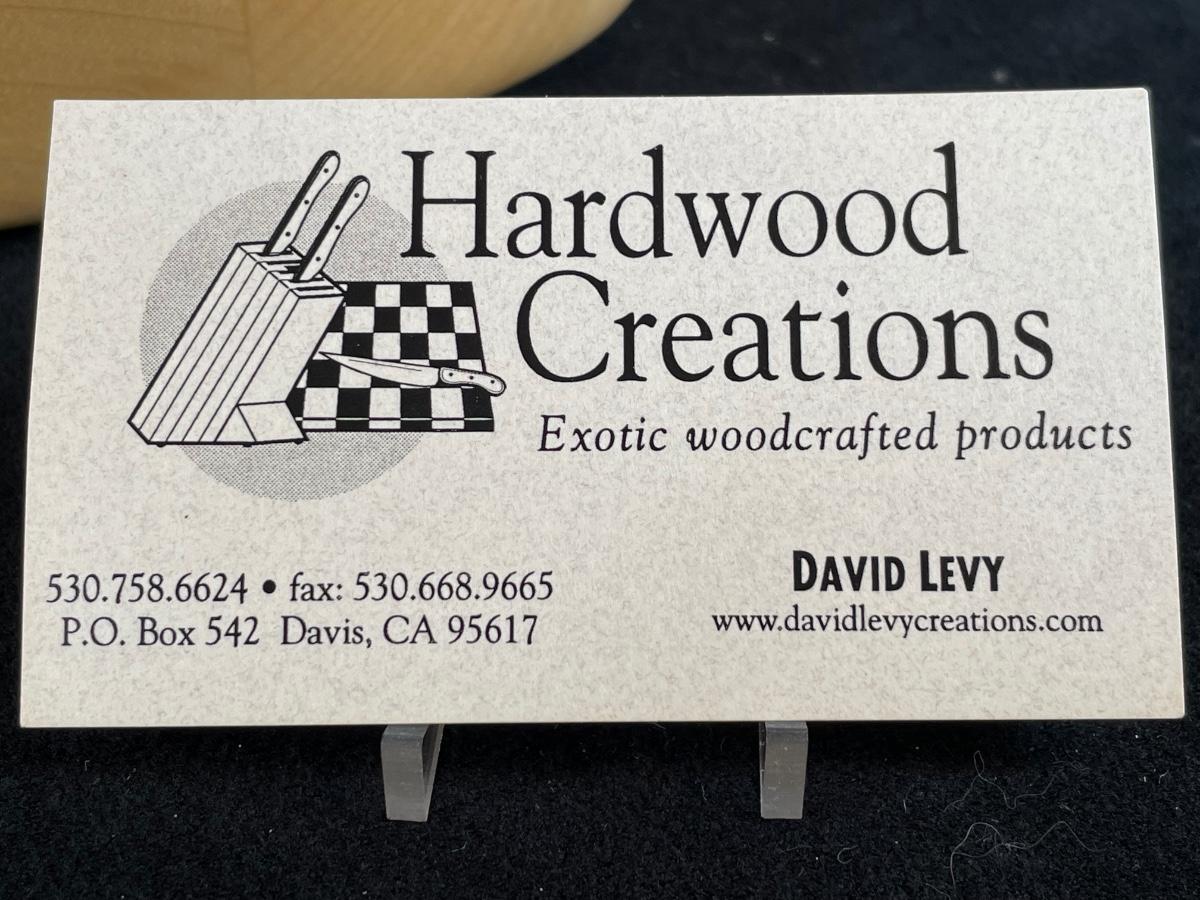 Hardwood
Creations
Exotic woodcrafted products
530.758.6624 • fax: 530.668.9665
P.O. Box 542 Davis, CA 95617
DAVID LEVY
www.davidlevycreations.com